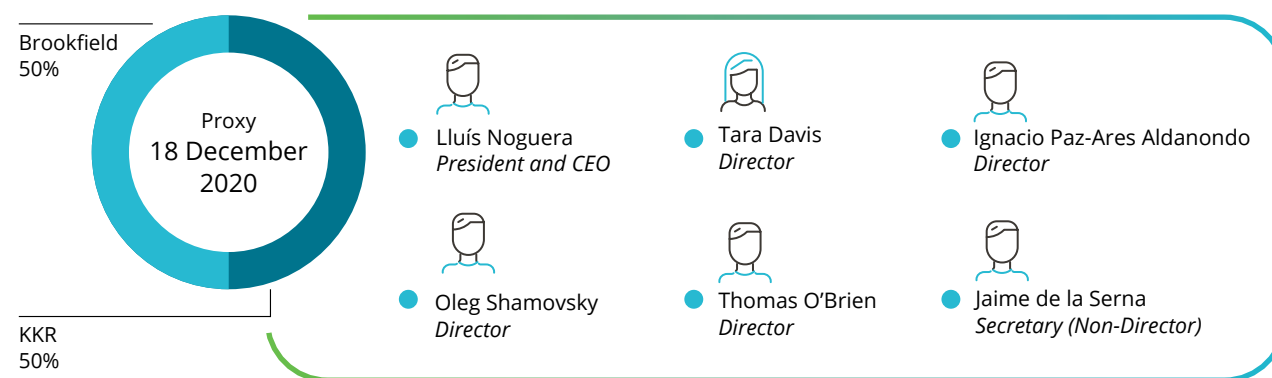 Brookfield
50%
Proxy
18 December
2020
KKR
50%
Lluís Noguera
President and CEO
Tara Davis
Director
Ignacio Paz-Ares Aldanondo
Director
Oleg Shamovsky
Director
Thomas O’Brien
Director
Jaime de la Serna
Secretary (Non-Director)